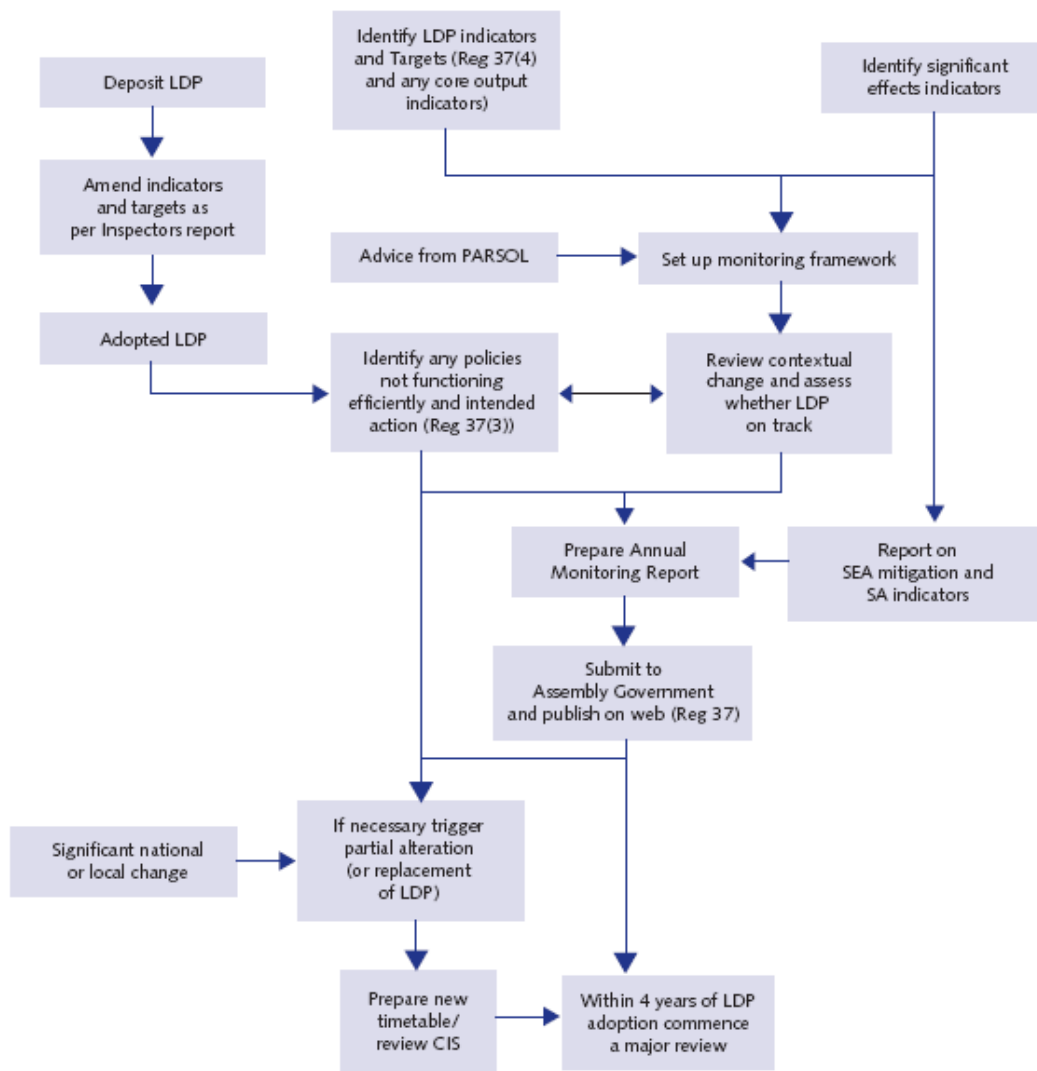 Identify LDP indicators
and Targets (Reg 37(4)
and any core output
indicators)
Identify significant
effects indicators
Deposit LDP
Amend indicators
and targets as
per Inspectors report
Advice from PARSOL
Set up monitoring framework
Adopted LDP
Identify any policies
not functioning
efficiently and intended
action (Reg 37(3))
Review contextual
change and assess
whether LDP
on track
Prepare Annual
Monitoring Report
Report on
SEA mitigation and
SA indicators
Submit to
Assembly Government
and publish on web (Reg 37)
Significant national
or local change
If necessary trigger
partial alteration
(or replacement
of LDP)
Prepare new
timetable/
review CIS
Within 4 years of LDP
adoption commence
a major review